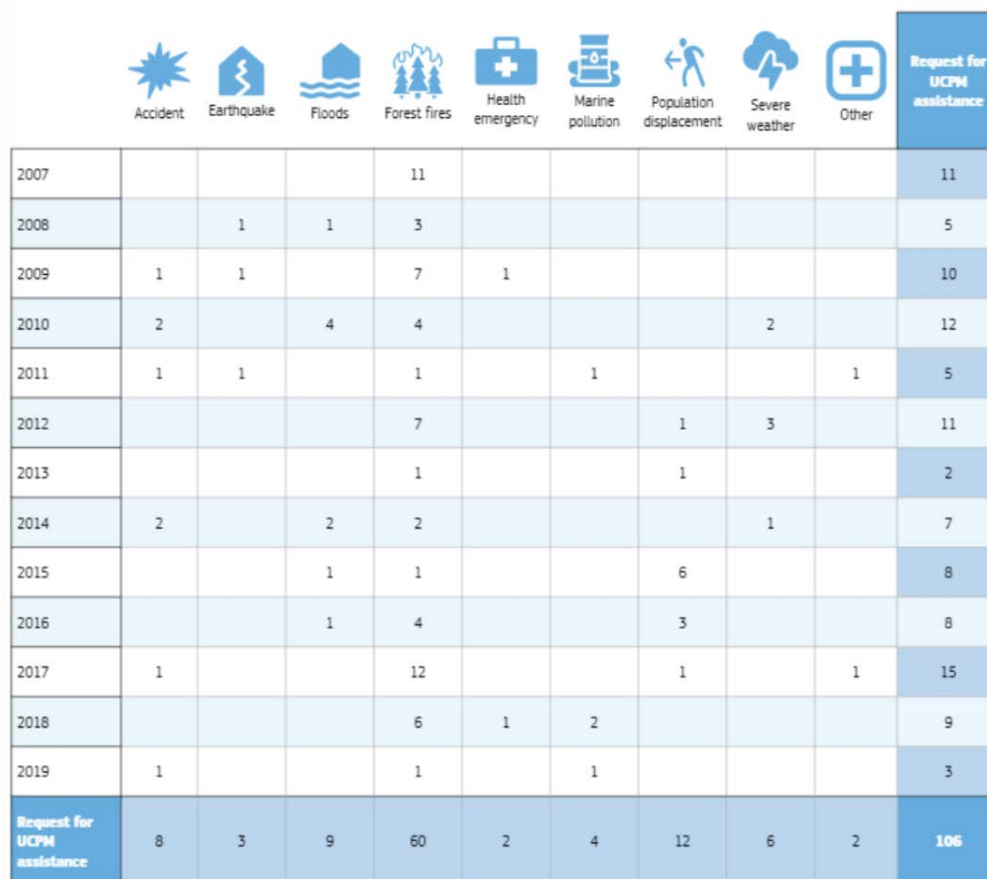 Accident Earthquake Floods Forest fires Health emergency Marine pollution Population displacement Severe weather Other Request for UCPM assistance
2007 11 11
2008 1 1 3 5
2009 1 1 7 1 10
2010 2 4 4 2 12
2011 1 1 1 1 1 5
2012 7 1 3 11
2013 1 1 2
2014 2 2 2 1 7
2015 1 1 6 8
2016 1 4 3 8
2017 1 12 1 1 15
2018 6 1 2 9
2019 1 1 1 3
Request for UCPM assistance 8 3 9 60 2 4 12 6 2 106